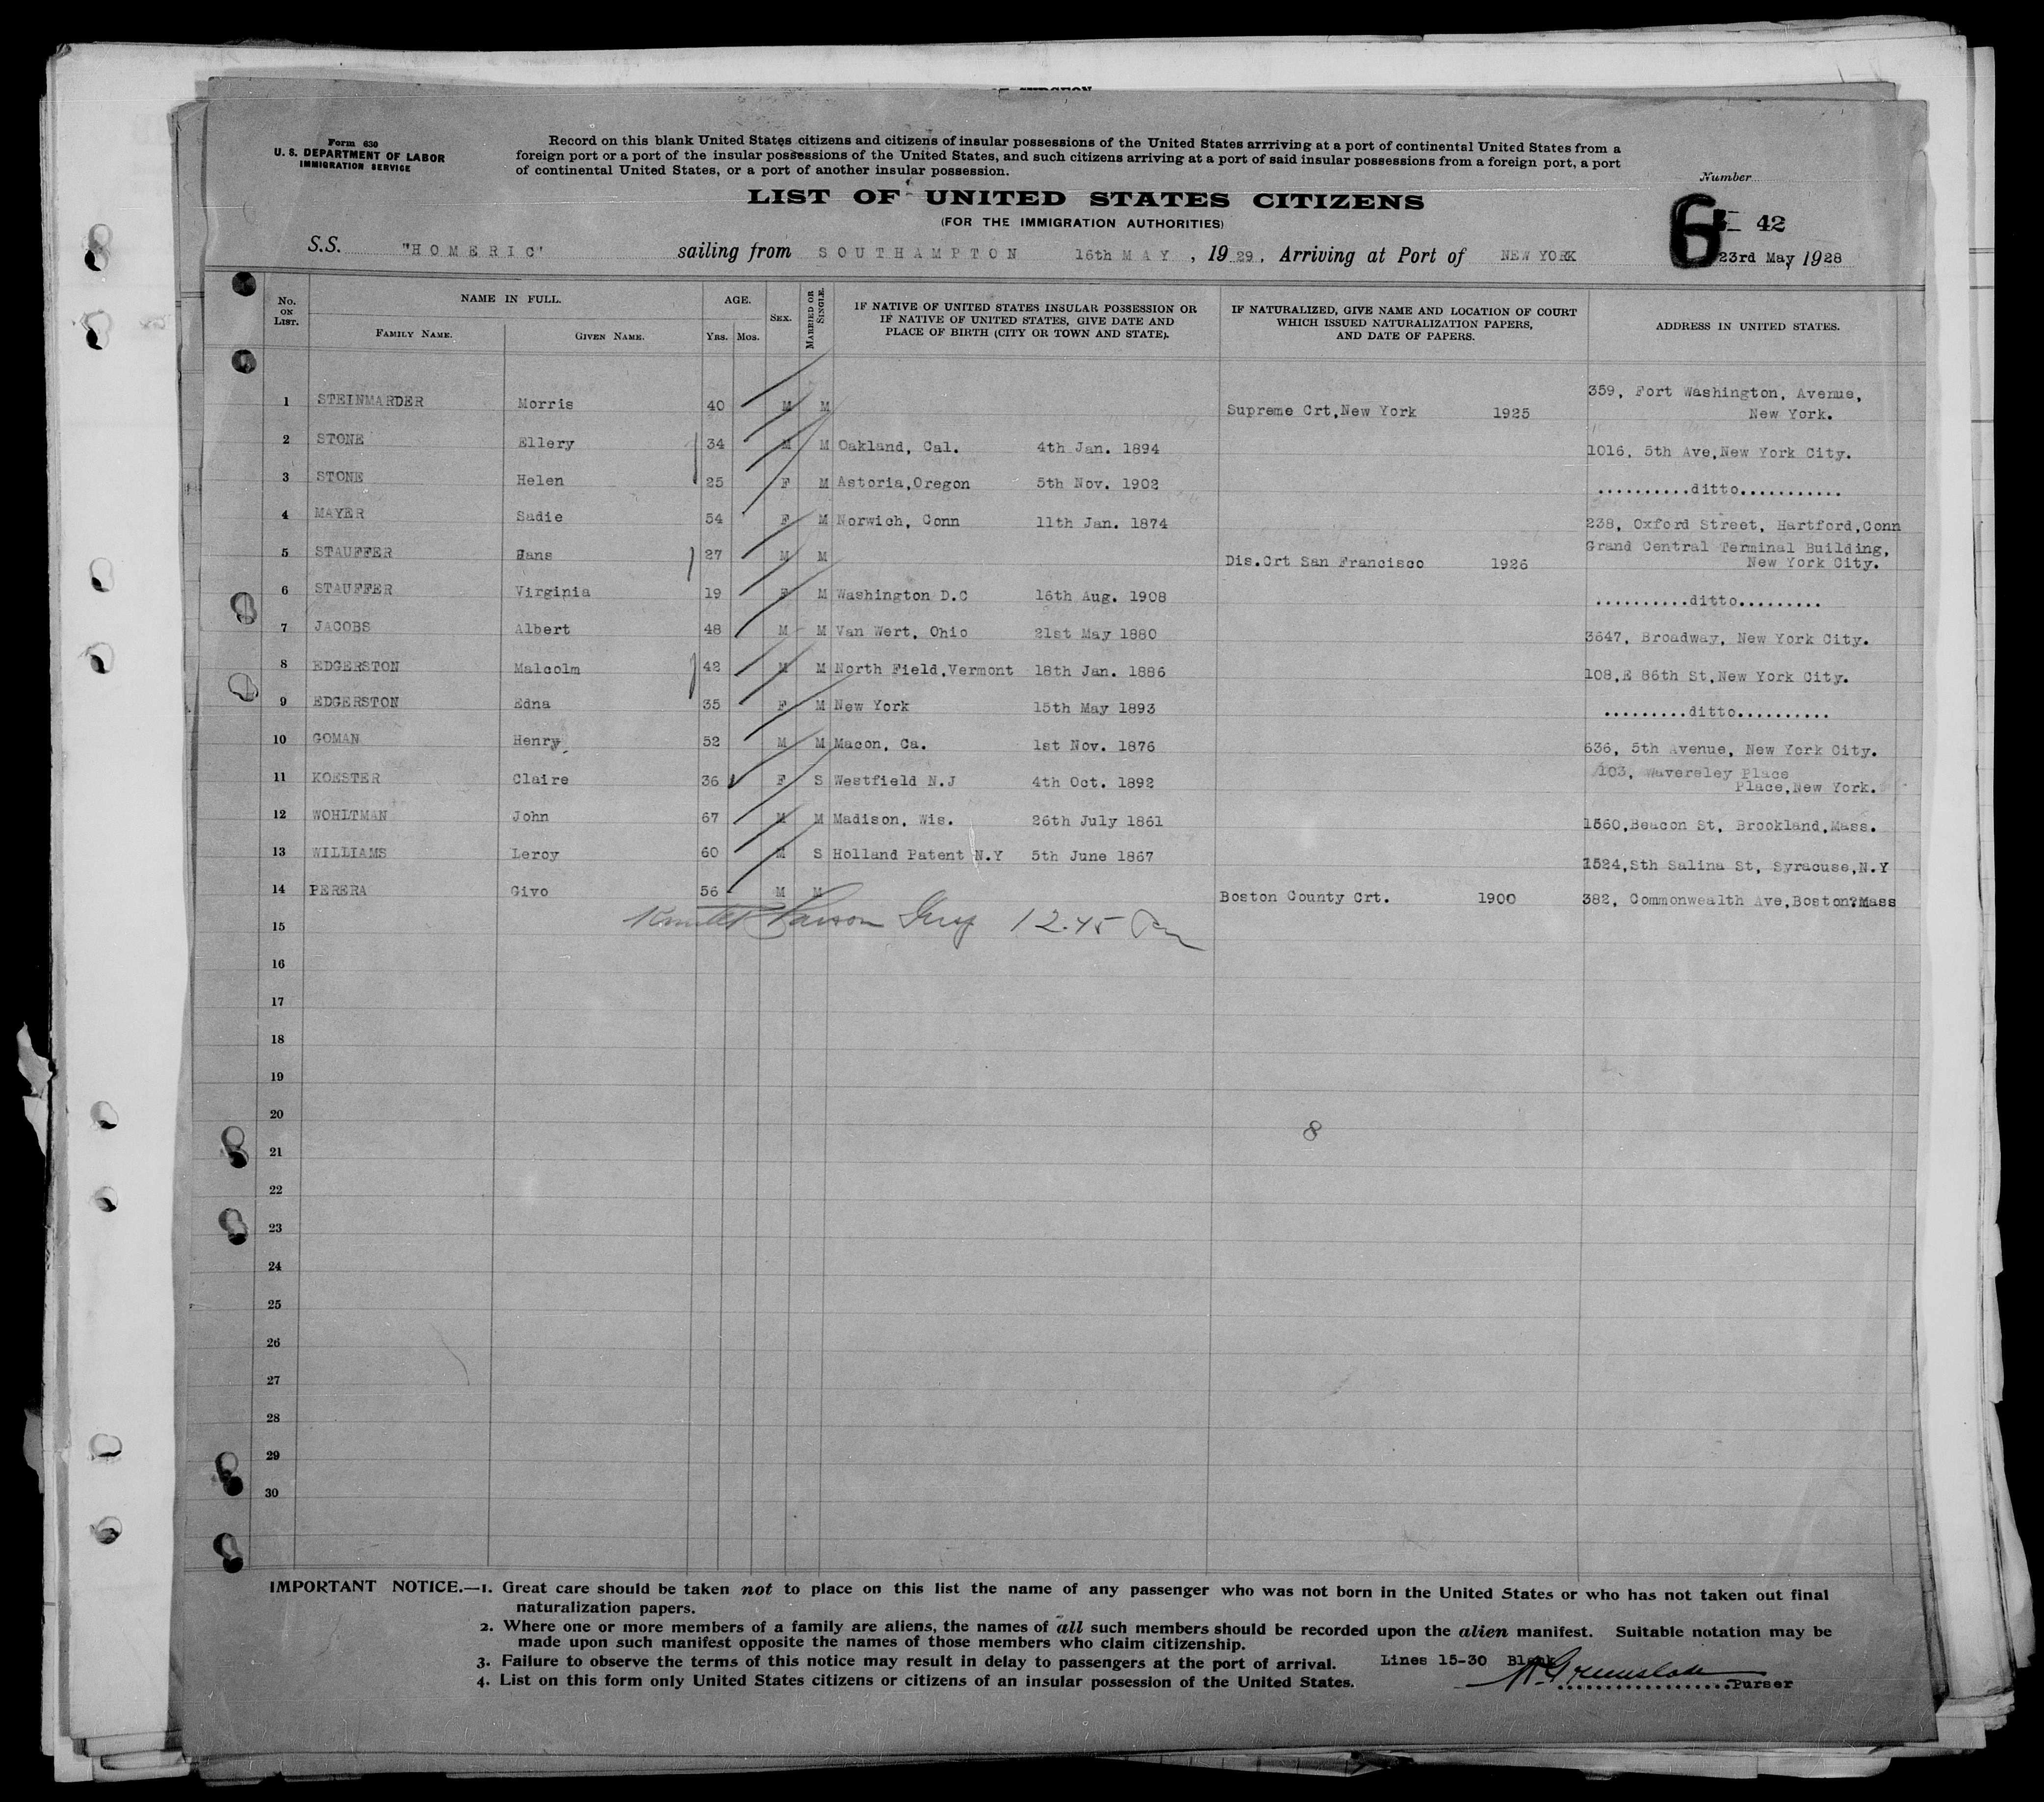 Form 630
U. S. DEPARTMENT OF LABOR
IMMIGRATION SERVICE
Record on this blank United States citizens and citizens of insular possessions of the United States arrriving at a port of continental United States from a
foreign port or a port of the insular possessions of the United States, and such citizens arriving at a port of said insular possessions from a foreign port, a port
of continental United States, or a port of another insular possession.
LIST OF UNITED STATES CITIZENS
(FOR THE IMMIGRATION AUTHORITIES)
Number
6 42
S.S. "HOMERIC" sailing from SOUTHAMPTON 16th MAY, 1929, Arriving at Port of NEW YORK 23rd May 1928
No. ON LIST. NAME IN FULL. FAMILY NAME. GIVEN NAME. AGE. YRS. MOS. SEX. MARRIED OR SINGLE. IF NATIVE OF UNITED STATES INSULAR POSSESSION OR IF NATIVE OF UNITED STATES, GIVE DATE AND PLACE OF BIRTH (CITY OR TOWN AND STATE). IF NATURALIZED, GIVE NAME AND LOCATION OF COURT WHICH ISSUED NATURALIZATION PAPERS, AND DATE OF PAPERS. ADDRESS IN UNITED STATES.
1 STEINMARDER Morris 40 M M Supreme Crt,New York 1925 359, Fort Washington, Avenue, New York.
2 STONE Ellery 34 M M Oakland, Cal. 4th Jan. 1894 1016, 5th Ave,New York City.
3 STONE Helen 25 F M Astoria,Oregon 5th Nov. 1902 ..........ditto...........
4 MAYER Sadie 54 F M Norwich, Conn 11th Jan. 1874 238, Oxford Street, Hartford,Conn
5 STAUFFER Hans 27 M M Dis.Crt San Francisco 1926 Grand Central Terminal Building, New York City.
6 STAUFFER Virginia 19 F M Washington D.C 16th Aug. 1908 ..........ditto.........
7 JACOBS Albert 48 M M Van Wert, Ohio 21st May 1880 3647, Broadway, New York City.
8 EDGERSTON Malcolm 42 M M North Field,Vermont 18th Jan. 1886 108,E 86th St,New York City.
9 EDGERSTON Edna 35 F M New York 15th May 1893 .........ditto..........
10 GOMAN Henry 52 M M Macon, Ca. 1st Nov. 1876 636, 5th Avenue, New York City.
11 KOESTER Claire 36 F S Westfield N.J 4th Oct. 1892 103, Wavereley Place Place,New York.
12 WOHLTMAN John 67 M M Madison, Wis. 26th July 1861 1560,Beacon St, Brookland,Mass.
13 WILLIAMS Leroy 60 M S Holland Patent N.Y 5th June 1867 1524,Sth Salina St, Syracuse,N.Y
14 PERERA Givo 56 M M Boston County Crt. 1900 382, Commonwealth Ave,Boston?Mass
15 12.45 Pm
16
17
18
19
20
8
21
22
23
24
25
26
27
28
29
30
IMPORTANT NOTICE.—1. Great care should be taken not to place on this list the name of any passenger who was not born in the United States or who has not taken out final
naturalization papers.
2. Where one or more members of a family are aliens, the names of all such members should be recorded upon the alien manifest. Suitable notation may be
made upon such manifest opposite the names of those members who claim citizenship.
3. Failure to observe the terms of this notice may result in delay to passengers at the port of arrival. Lines 15-30 Blank
4. List on this form only United States citizens or citizens of an insular possession of the United States. ..................Purser